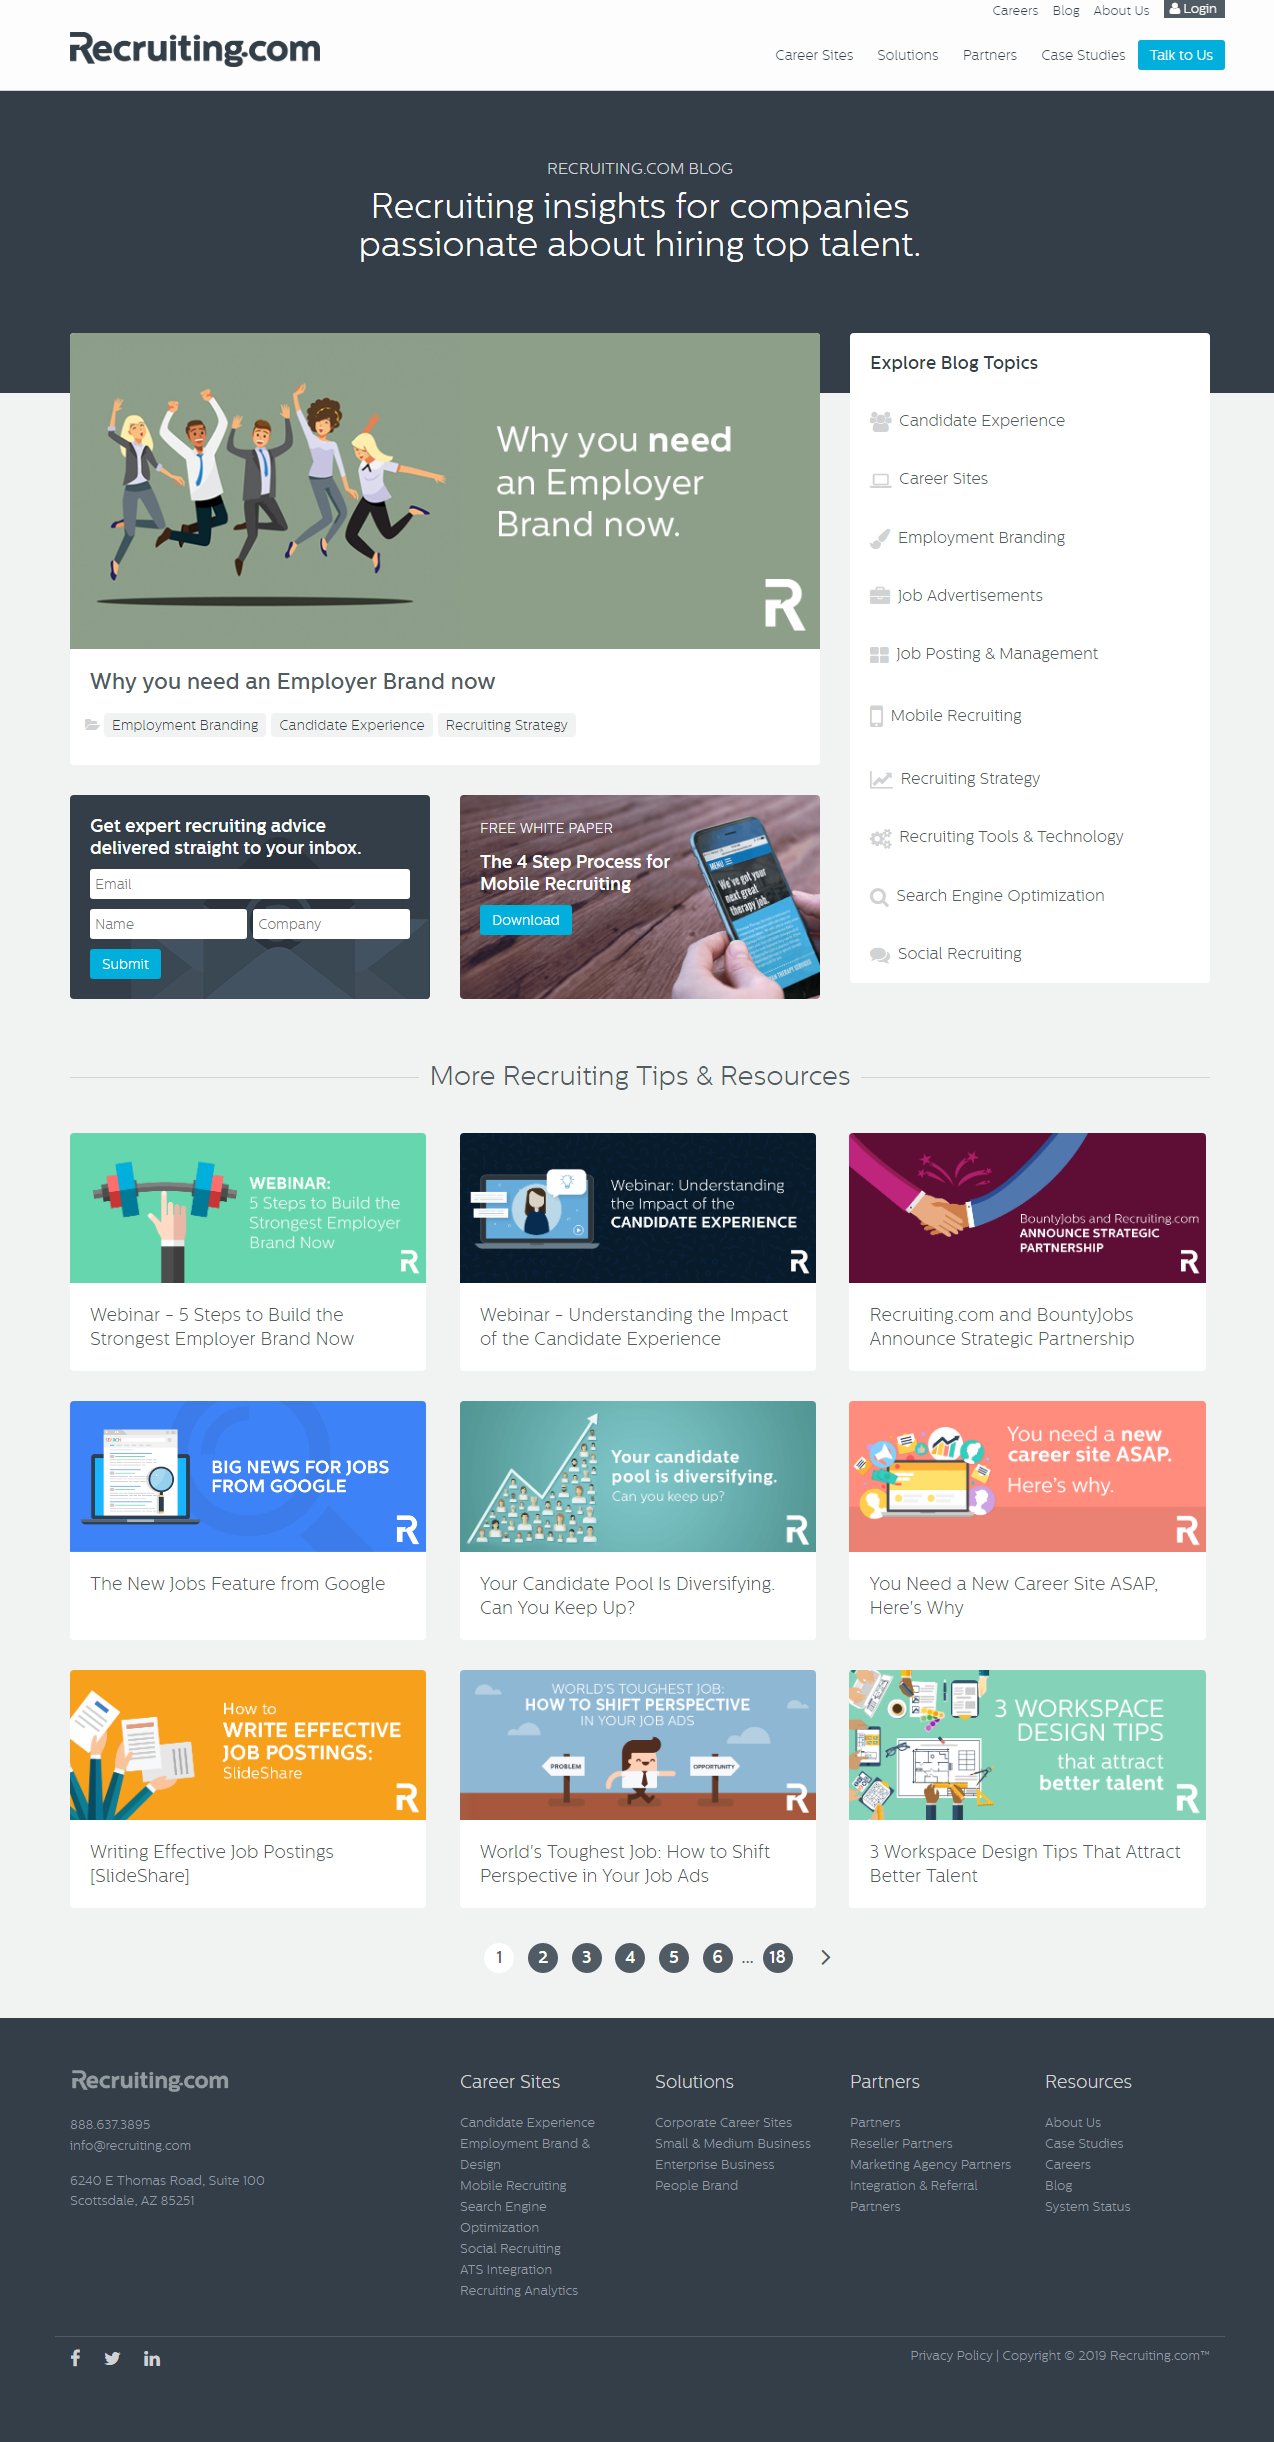 Careers Blog About Us Login
Recruiting.com
Career Sites Solutions Partners Case Studies Talk to Us
RECRUITING.COM BLOG
Recruiting insights for companies
passionate about hiring top talent.
Why you need
an Employer
Brand now.
R
Why you need an Employer Brand now
Employment Branding Candidate Experience Recruiting Strategy
Explore Blog Topics
Candidate Experience
Career Sites
Employment Branding
Job Advertisements
Job Posting & Management
Mobile Recruiting
Recruiting Strategy
Recruiting Tools & Technology
Search Engine Optimization
Social Recruiting
Get expert recruiting advice
delivered straight to your inbox.
Email
Name Company
Submit
FREE WHITE PAPER
The 4 Step Process for
Mobile Recruiting
Download
MENU
We've got your
next great
therapy job.
More Recruiting Tips & Resources
WEBINAR:
5 Steps to Build the
Strongest Employer
Brand Now
R
Webinar – 5 Steps to Build the
Strongest Employer Brand Now
Webinar: Understanding
the Impact of the
CANDIDATE EXPERIENCE
R
Webinar – Understanding the Impact
of the Candidate Experience
BountyJobs and Recruiting.com
ANNOUNCE STRATEGIC
PARTNERSHIP
R
Recruiting.com and BountyJobs
Announce Strategic Partnership
SEARCH
BIG NEWS FOR JOBS
FROM GOOGLE
R
The New Jobs Feature from Google
Your candidate
pool is diversifying.
Can you keep up?
R
Your Candidate Pool Is Diversifying.
Can You Keep Up?
You need a new
career site ASAP.
Here's why.
R
You Need a New Career Site ASAP,
Here's Why
How to
WRITE EFFECTIVE
JOB POSTINGS:
SlideShare
R
Writing Effective Job Postings
[SlideShare]
WORLD'S TOUGHEST JOB:
HOW TO SHIFT PERSPECTIVE
IN YOUR JOB ADS
PROBLEM OPPORTUNITY
R
World's Toughest Job: How to Shift
Perspective in Your Job Ads
3 WORKSPACE
DESIGN TIPS
that attract
better talent
R
3 Workspace Design Tips That Attract
Better Talent
1 2 3 4 5 6 ... 18
Recruiting.com
888.637.3895
info@recruiting.com
6240 E Thomas Road, Suite 100
Scottsdale, AZ 85251
Career Sites
Candidate Experience
Employment Brand &
Design
Mobile Recruiting
Search Engine
Optimization
Social Recruiting
ATS Integration
Recruiting Analytics
Solutions
Corporate Career Sites
Small & Medium Business
Enterprise Business
People Brand
Partners
Partners
Reseller Partners
Marketing Agency Partners
Integration & Referral
Partners
Resources
About Us
Case Studies
Careers
Blog
System Status
Privacy Policy | Copyright © 2019 Recruiting.com™